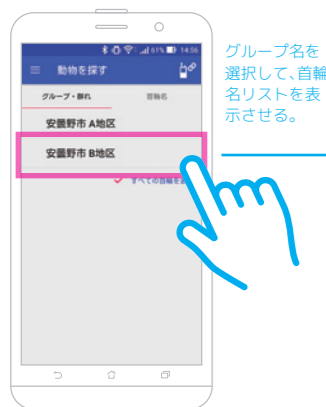 61% 14:56
動物を探す
グループ・群れ 首輪名
安曇野市 A地区
安曇野市 B地区
すべての首輪を
グループ名を
選択して、首輪
名リストを表
示させる。